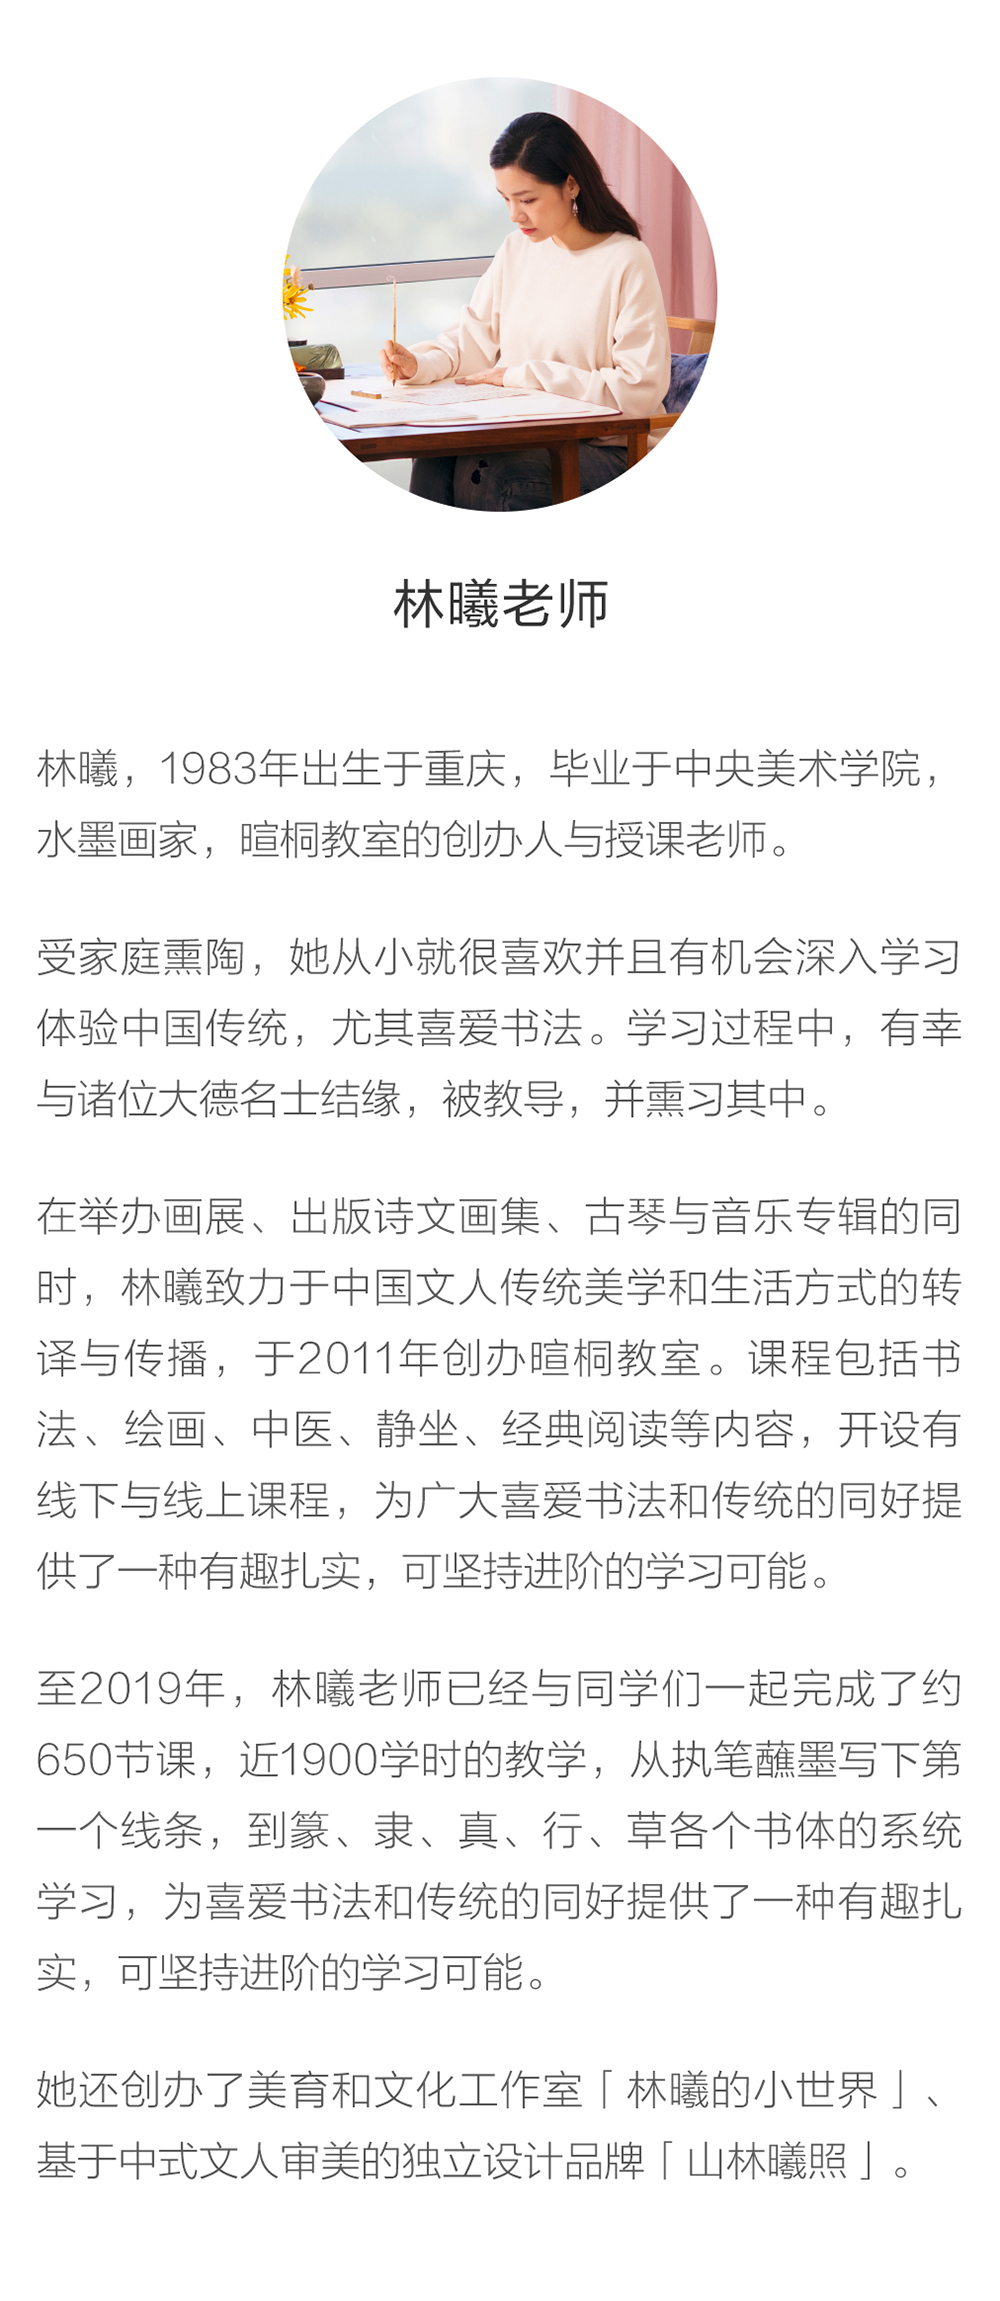 林曦老师
林曦，1983年出生于重庆，毕业于中央美术学院，
水墨画家，暄桐教室的创办人与授课老师。
受家庭熏陶，她从小就很喜欢并且有机会深入学习
体验中国传统，尤其喜爱书法。学习过程中，有幸
与诸位大德名士结缘，被教导，并熏习其中。
在举办画展、出版诗文画集、古琴与音乐专辑的同
时，林曦致力于中国文人传统美学和生活方式的转
译与传播，于2011年创办暄桐教室。课程包括书
法、绘画、中医、静坐、经典阅读等内容，开设有
线下与线上课程，为广大喜爱书法和传统的同好提
供了一种有趣扎实，可坚持进阶的学习可能。
至2019年，林曦老师已经与同学们一起完成了约
650节课，近1900学时的教学，从执笔蘸墨写下第
一个线条，到篆、隶、真、行、草各个书体的系统
学习，为喜爱书法和传统的同好提供了一种有趣扎
实，可坚持进阶的学习可能。
她还创办了美育和文化工作室「林曦的小世界」、
基于中式文人审美的独立设计品牌「山林曦照」。